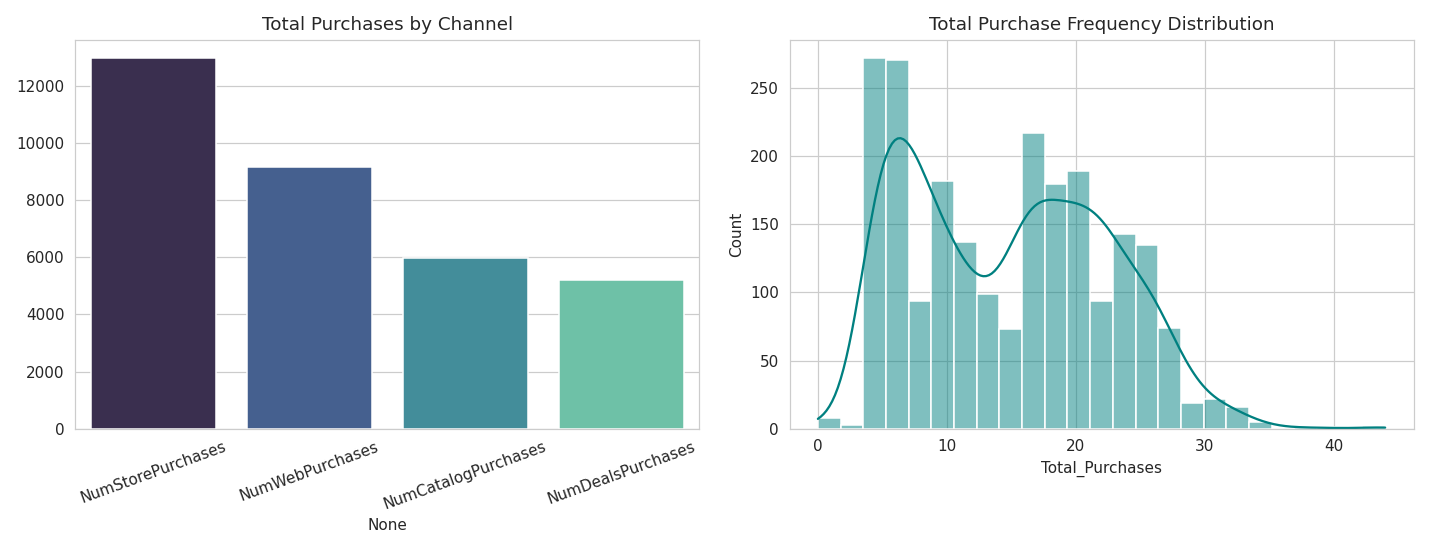 Total Purchases by Channel
12000
10000
8000
6000
4000
2000
0
NumStorePurchases
NumWebPurchases
NumCatalogPurchases
NumDealsPurchases
None
Total Purchase Frequency Distribution
Count
250
200
150
100
50
0
0 10 20 30 40
Total_Purchases